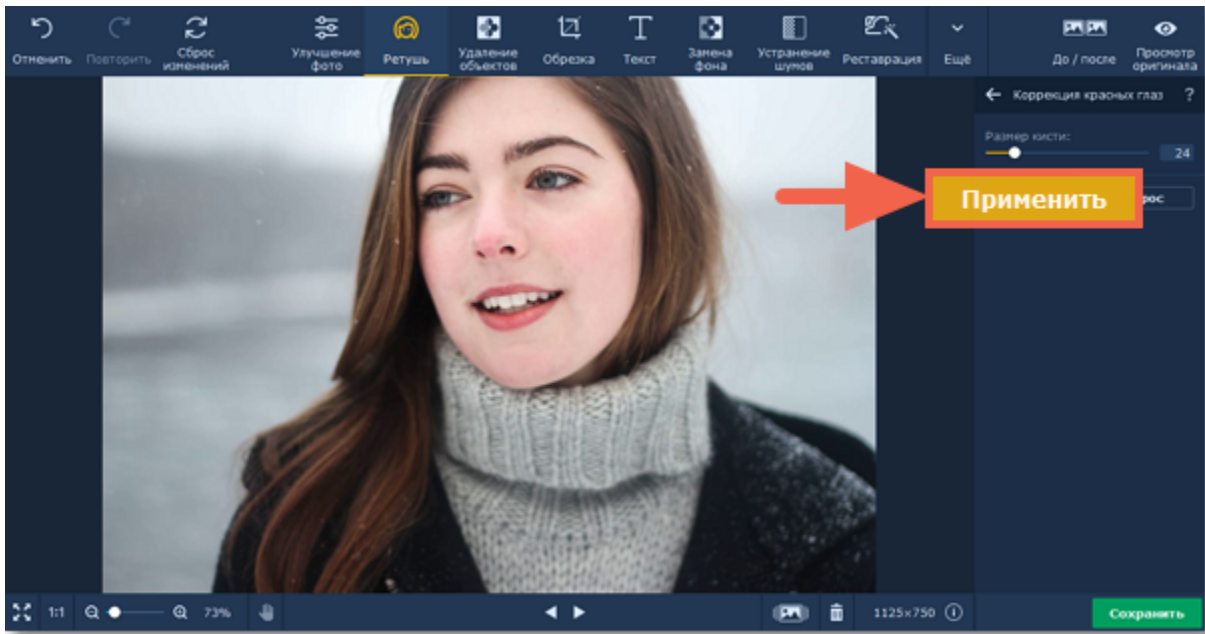 Отменить
Повторить
Сброс
изменений
Улучшение
фото
Ретушь
Удаление
объектов
Обрезка
T
Текст
Замена
фона
Устранение
шумов
Реставрация
Ещё
До / после
Просмотр
оригинала
Коррекция красных глаз ?
Размер кисти:
24
Применить
рос
1:1
73%
1125×750
Сохранить